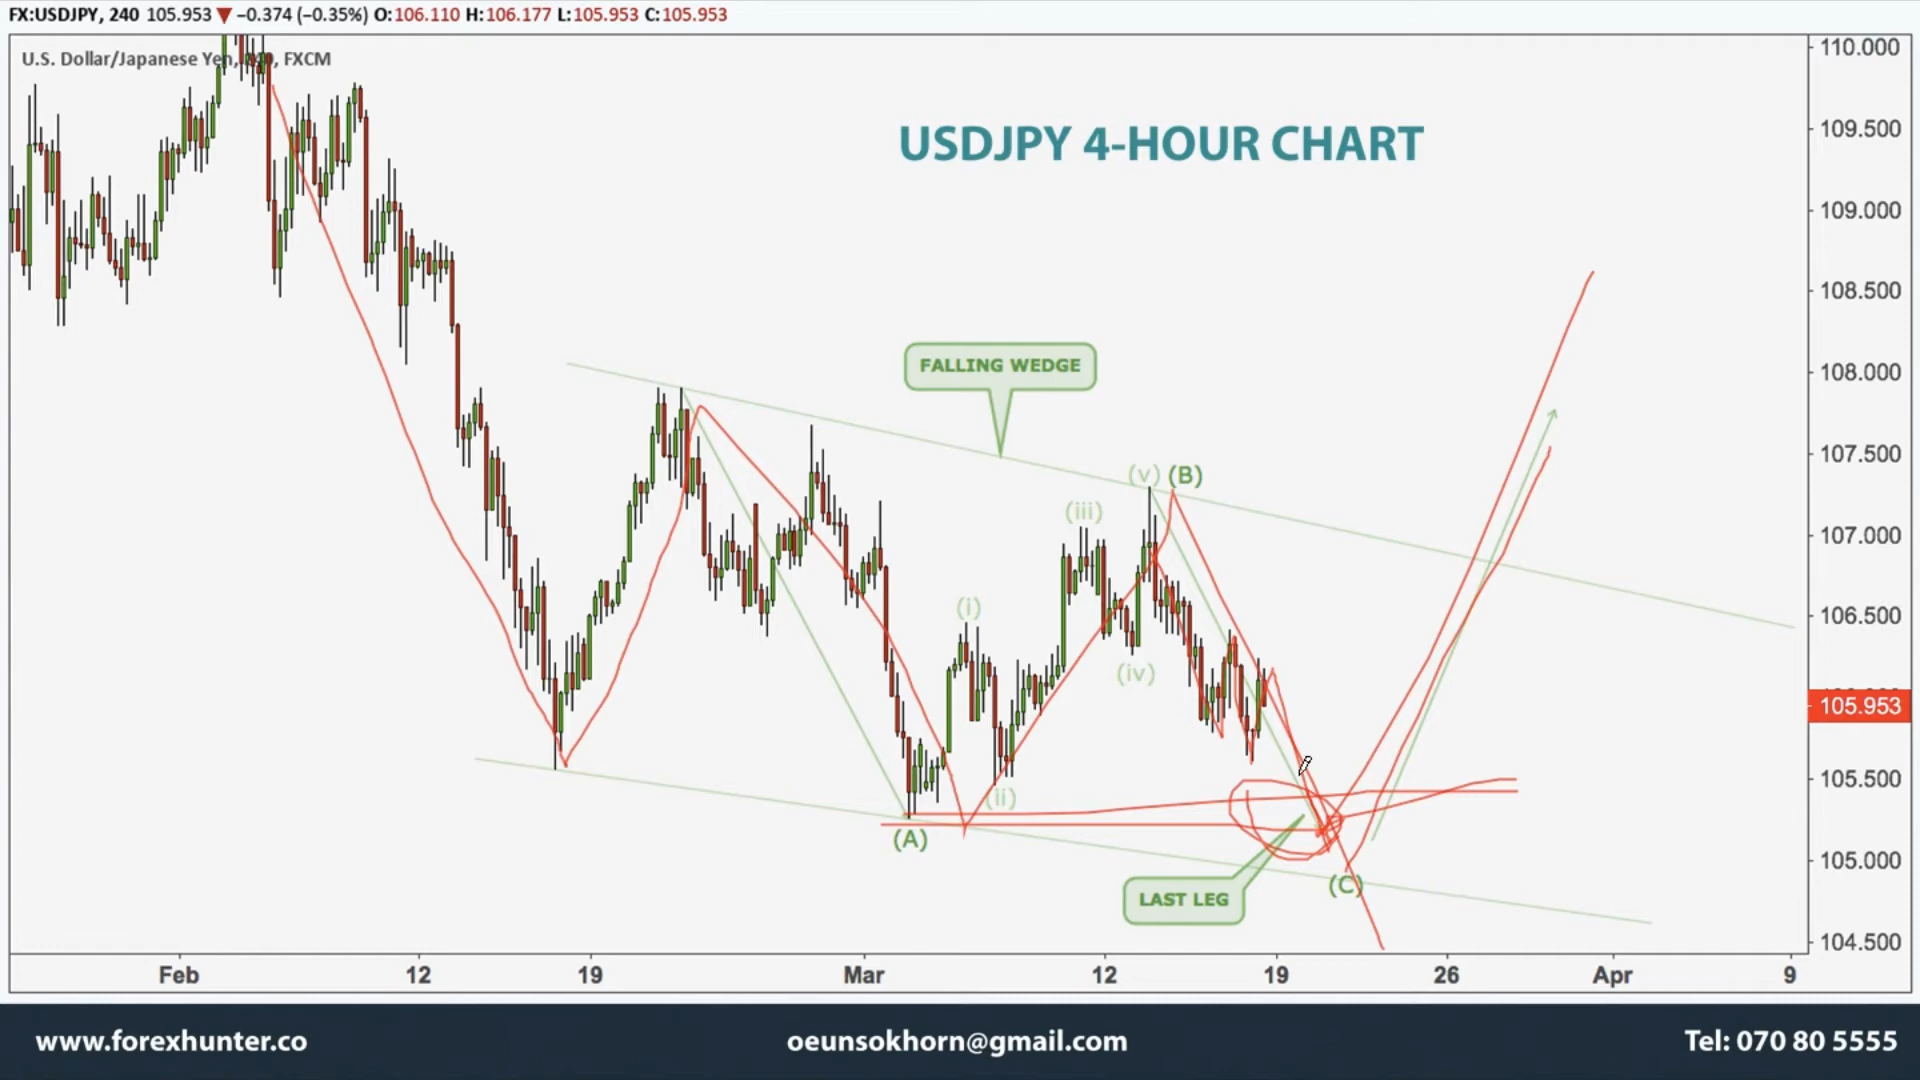 FX:USDJPY, 240 105.953 ▼ −0.374 (−0.35%) O:106.110 H:106.177 L:105.953 C:105.953
U.S. Dollar/Japanese Yen, FXCM
USDJPY 4-HOUR CHART
FALLING WEDGE
(v) (B)
(iii)
(i)
(iv)
(ii)
(A)
(C)
LAST LEG
110.000
109.500
109.000
108.500
108.000
107.500
107.000
106.500
105.953
105.500
105.000
104.500
Feb 12 19 Mar 12 19 26 Apr 9
www.forexhunter.co oeunsokhorn@gmail.com Tel: 070 80 5555